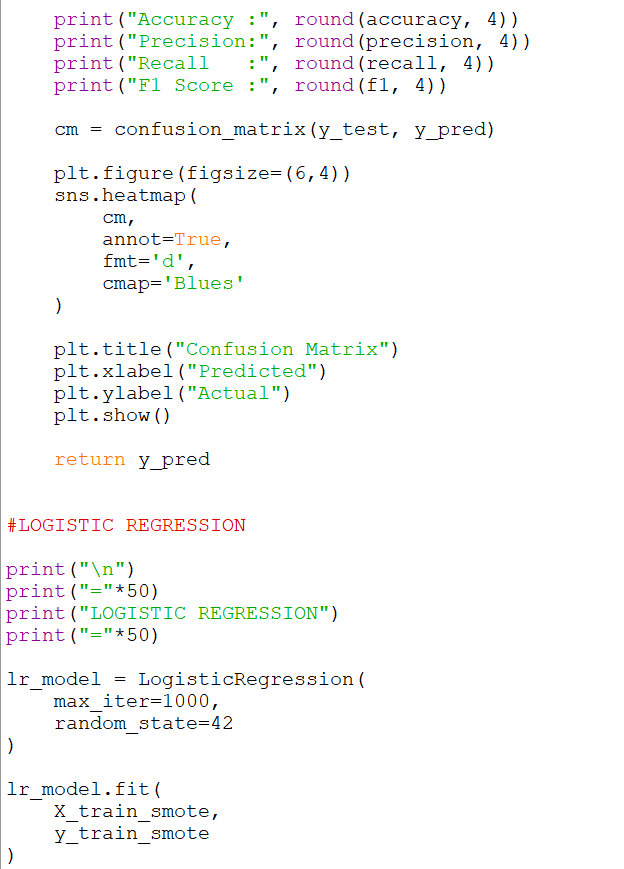 print("Accuracy :", round(accuracy, 4))
    print("Precision:", round(precision, 4))
    print("Recall   :", round(recall, 4))
    print("F1 Score :", round(f1, 4))

    cm = confusion_matrix(y_test, y_pred)

    plt.figure(figsize=(6,4))
    sns.heatmap(
        cm,
        annot=True,
        fmt='d',
        cmap='Blues'
    )

    plt.title("Confusion Matrix")
    plt.xlabel("Predicted")
    plt.ylabel("Actual")
    plt.show()

    return y_pred


#LOGISTIC REGRESSION

print("\n")
print("="*50)
print("LOGISTIC REGRESSION")
print("="*50)

lr_model = LogisticRegression(
    max_iter=1000,
    random_state=42
)

lr_model.fit(
    X_train_smote,
    y_train_smote
)